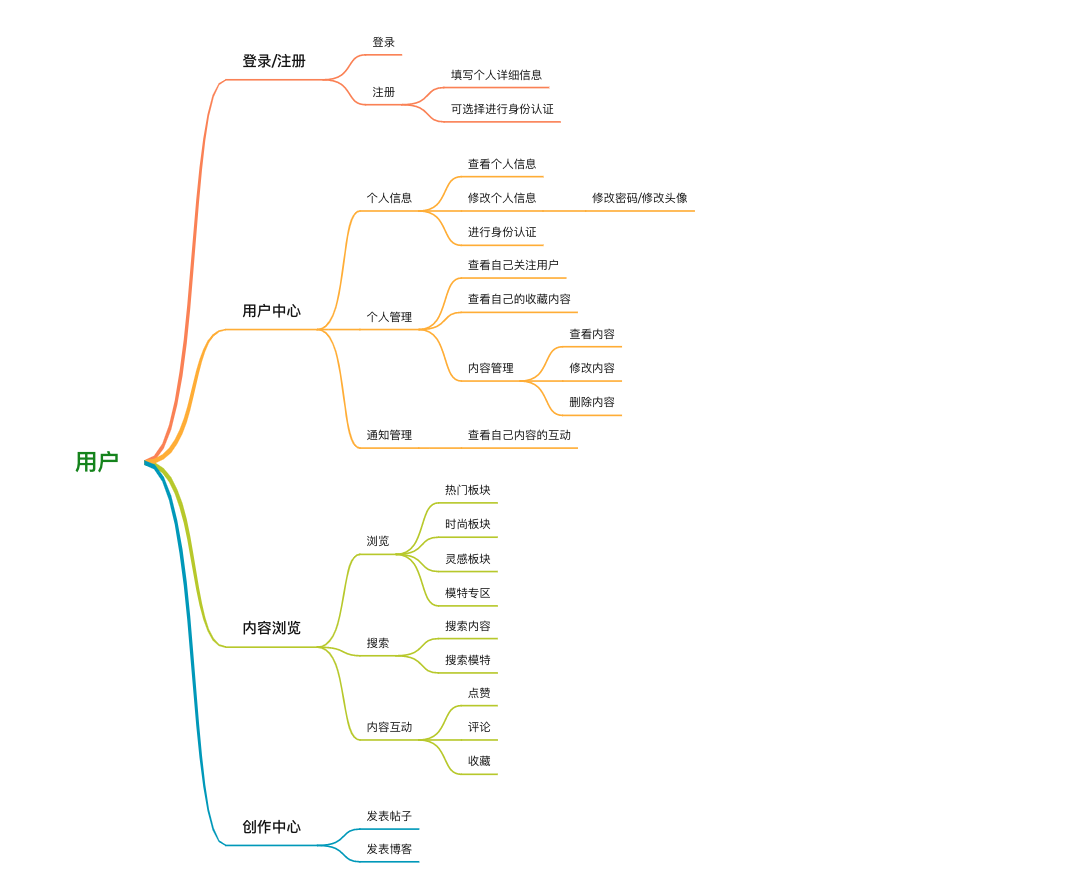 用户
登录/注册
登录
注册
填写个人详细信息
可选择进行身份认证
用户中心
个人信息
查看个人信息
修改个人信息
修改密码/修改头像
进行身份认证
个人管理
查看自己关注用户
查看自己的收藏内容
内容管理
查看内容
修改内容
删除内容
通知管理
查看自己内容的互动
内容浏览
浏览
热门板块
时尚板块
灵感板块
模特专区
搜索
搜索内容
搜索模特
内容互动
点赞
评论
收藏
创作中心
发表帖子
发表博客